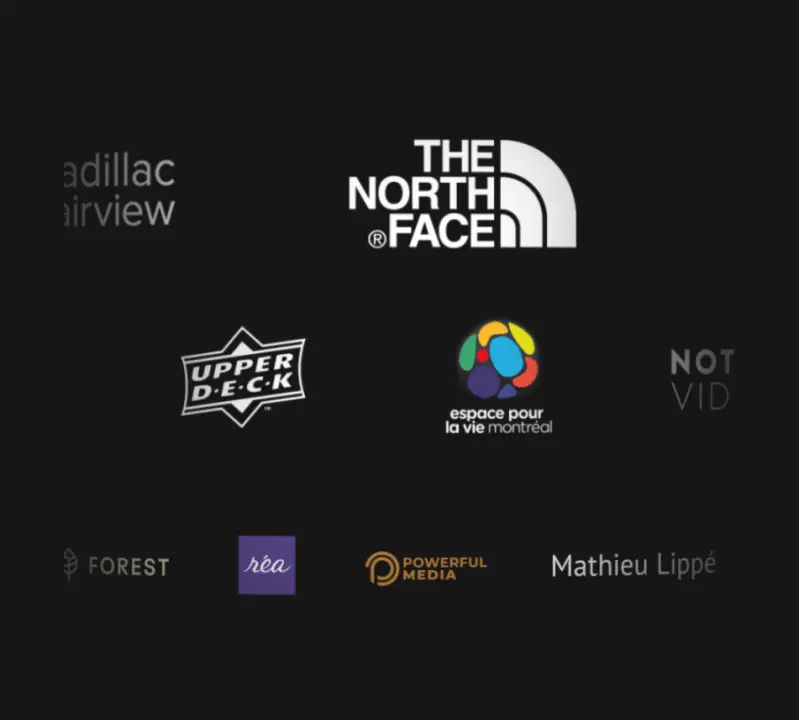 adillac
airview
THE
NORTH
®FACE
UPPER
D·E·C·K
™
espace pour
la vie montréal
NOT
VID
FOREST
réa
POWERFUL
MEDIA
Mathieu Lippé